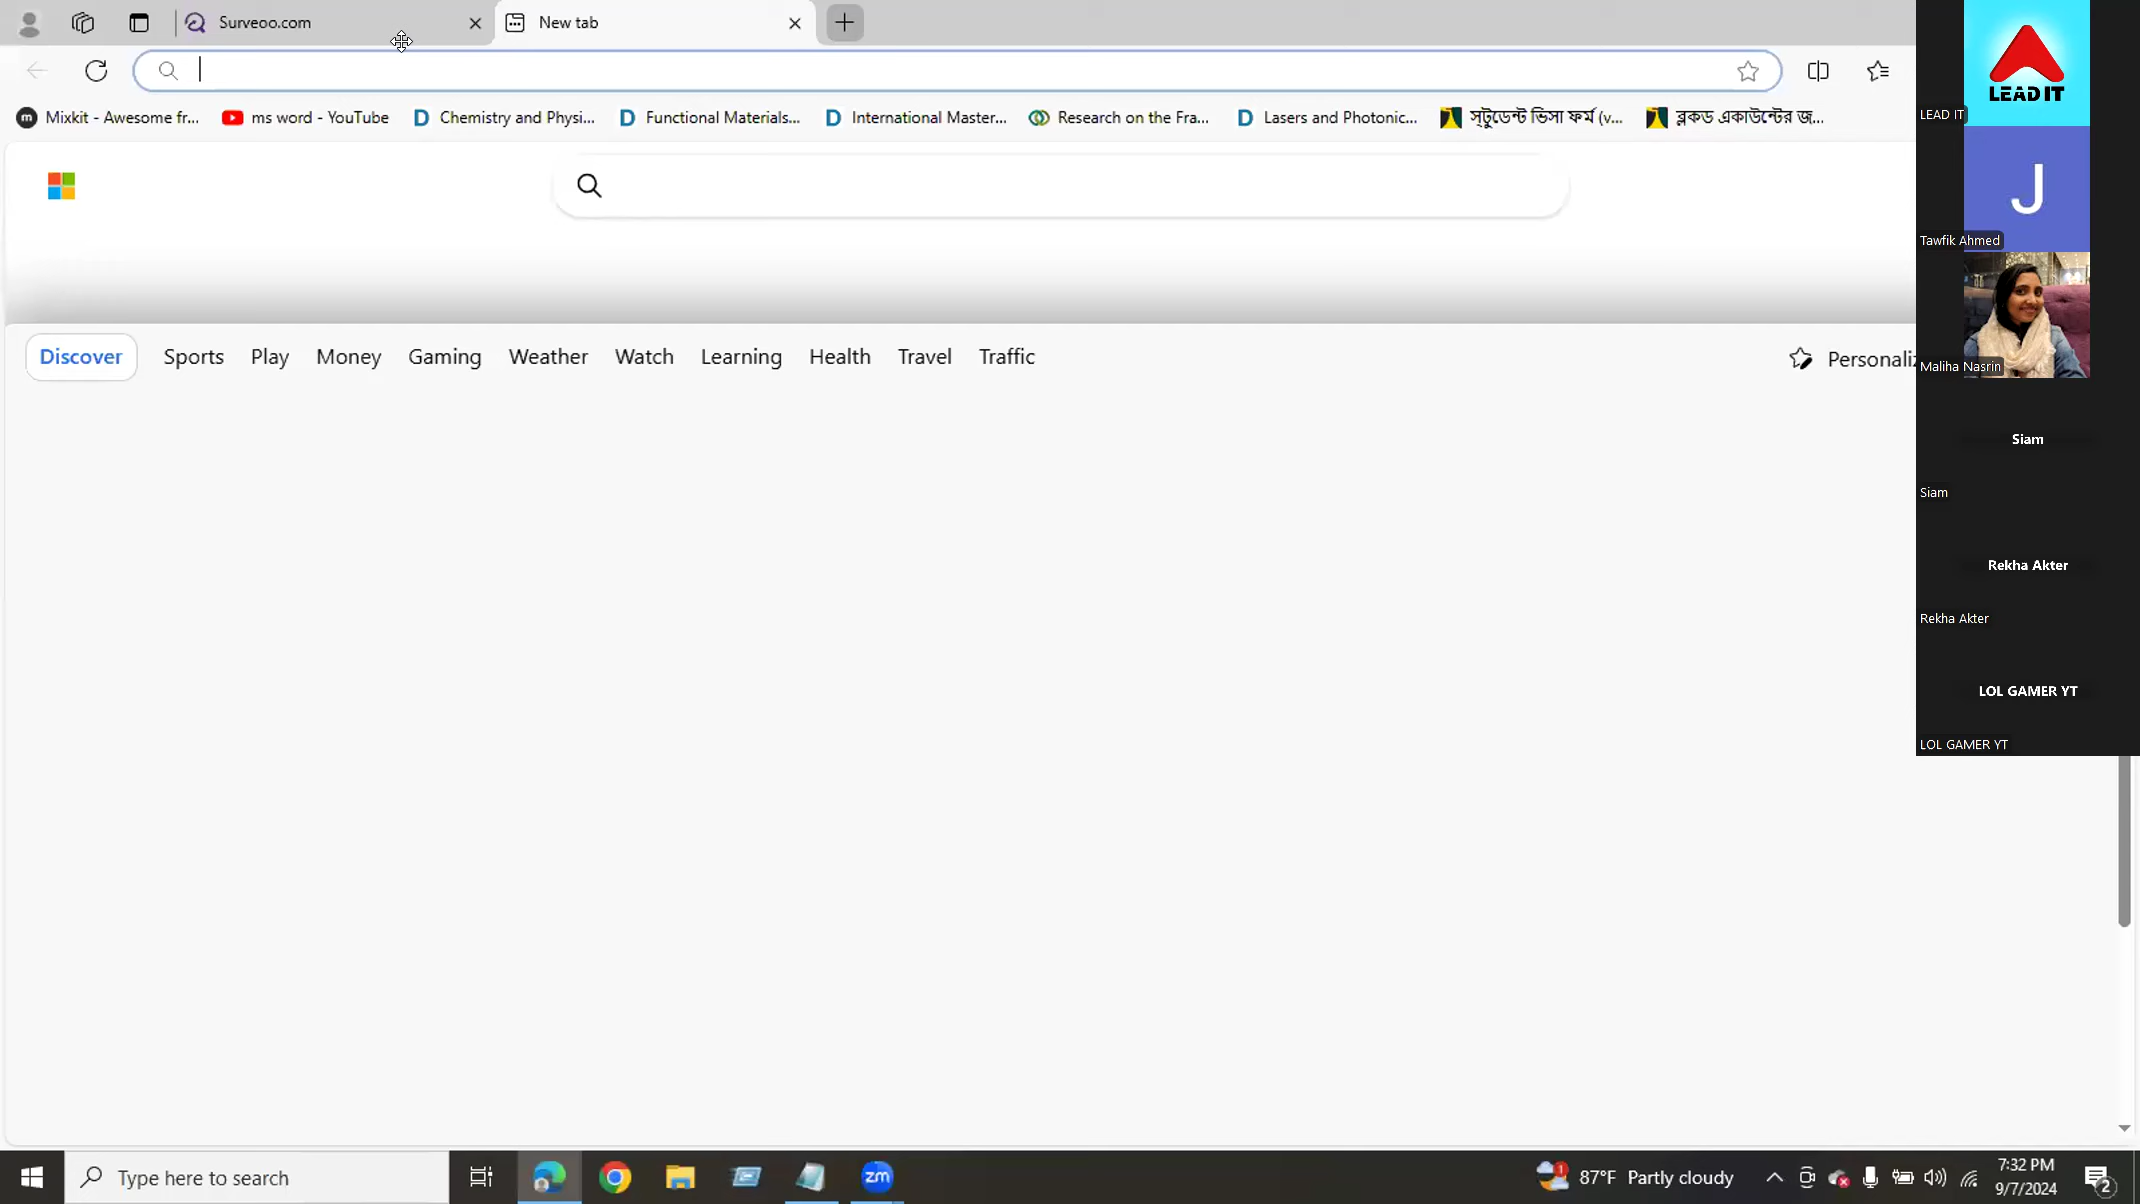 Surveoo.com
New tab
Mixkit - Awesome fr...
ms word - YouTube
Chemistry and Physi...
Functional Materials...
International Master...
Research on the Fra...
Lasers and Photonic...
স্টুডেন্ট ভিসা ফর্ম (v...
ব্লকড একাউন্টের জ...
Discover
Sports
Play
Money
Gaming
Weather
Watch
Learning
Health
Travel
Traffic
Personaliz
LEAD IT
LEAD IT
J
Tawfik Ahmed
Maliha Nasrin
Siam
Siam
Rekha Akter
Rekha Akter
LOL GAMER YT
LOL GAMER YT
Type here to search
zm
1
87°F Partly cloudy
7:32 PM
9/7/2024
2